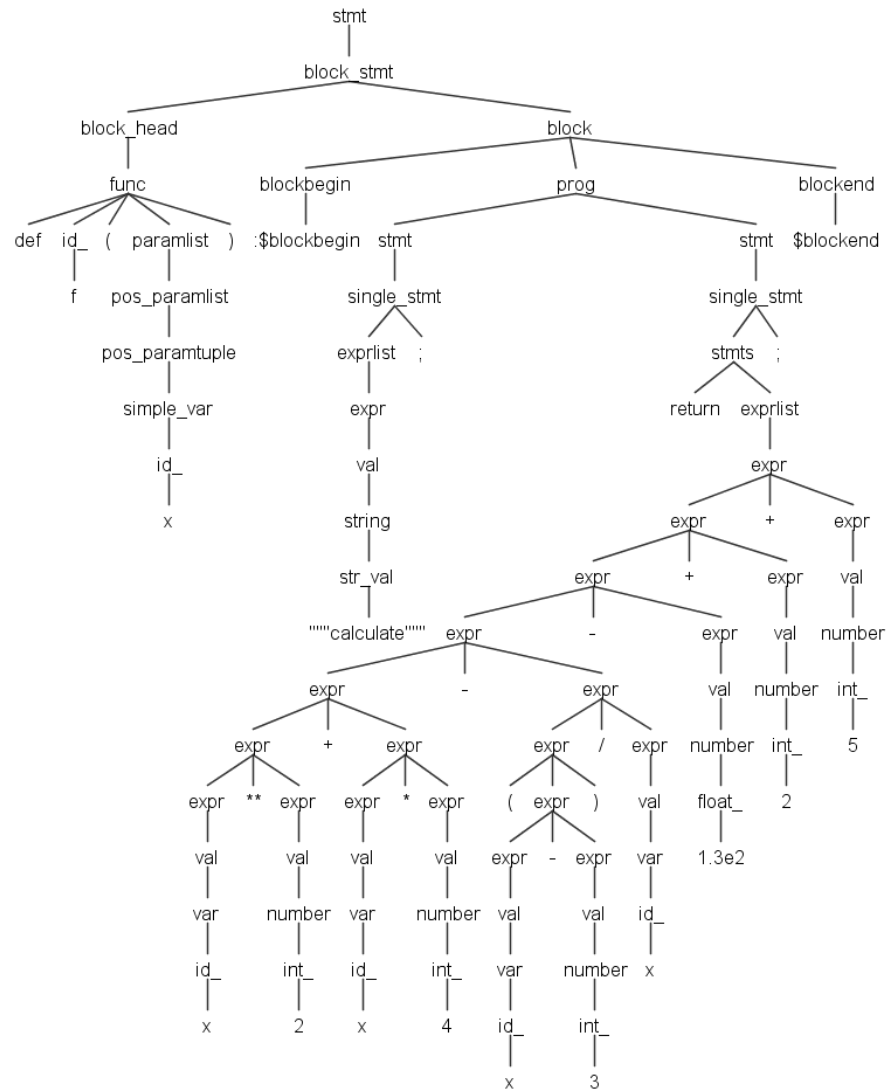 stmt
block_stmt
block_head block
func blockbegin prog blockend
def id_ ( paramlist ) :$blockbegin stmt stmt $blockend
f pos_paramlist single_stmt single_stmt
pos_paramtuple exprlist ; stmts ;
simple_var expr return exprlist
id_ val expr
x string expr + expr
str_val expr + expr val
"""""calculate""""" expr - expr val number
expr - expr val number int_
expr + expr expr / expr number int_ 5
expr ** expr expr * expr ( expr ) val float_ 2
val val val val expr - expr var 1.3e2
var number var number val val id_
id_ int_ id_ int_ var number x
x 2 x 4 id_ int_
x 3